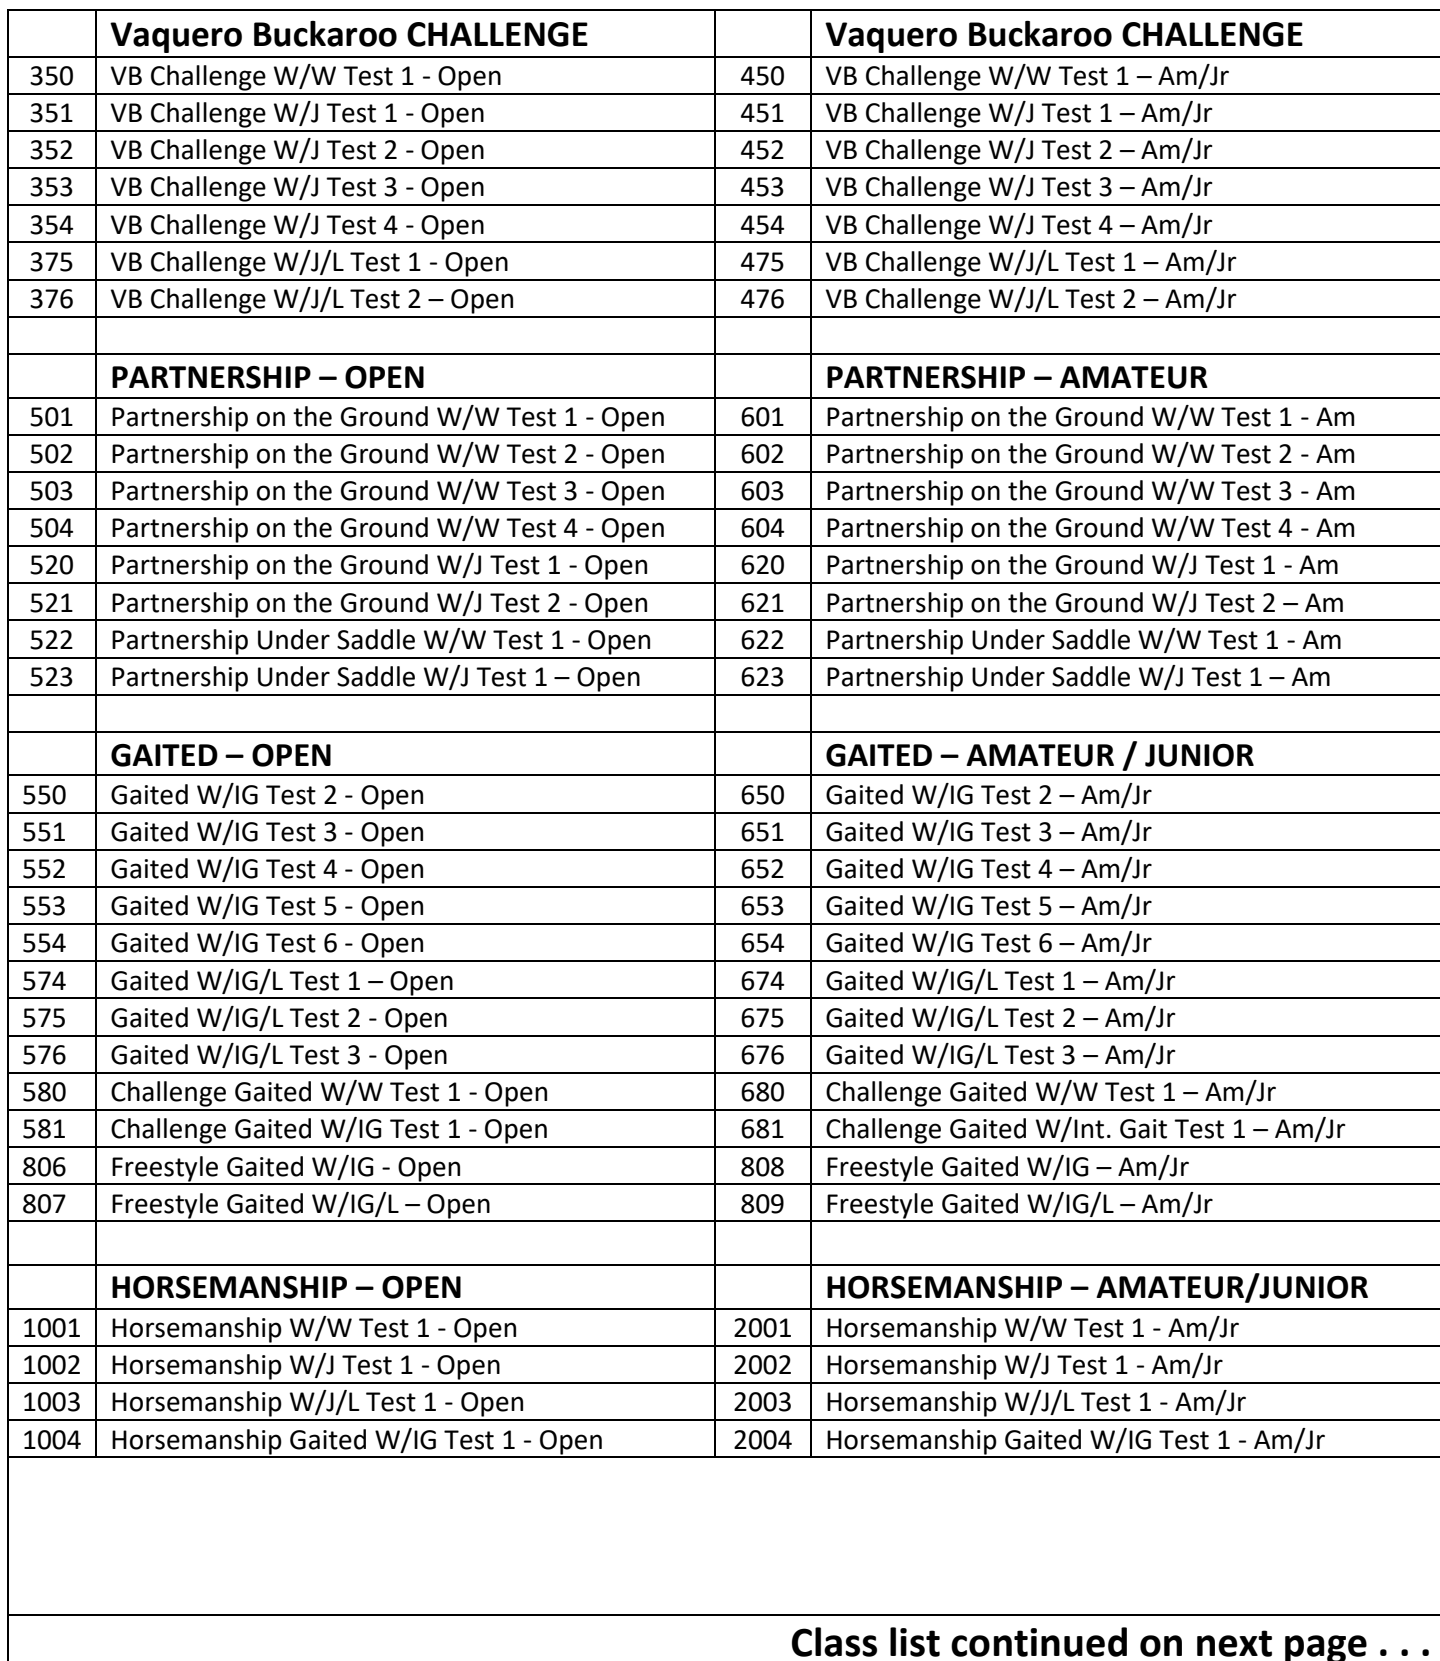 Vaquero Buckaroo CHALLENGE Vaquero Buckaroo CHALLENGE
350 VB Challenge W/W Test 1 - Open 450 VB Challenge W/W Test 1 – Am/Jr
351 VB Challenge W/J Test 1 - Open 451 VB Challenge W/J Test 1 – Am/Jr
352 VB Challenge W/J Test 2 - Open 452 VB Challenge W/J Test 2 – Am/Jr
353 VB Challenge W/J Test 3 - Open 453 VB Challenge W/J Test 3 – Am/Jr
354 VB Challenge W/J Test 4 - Open 454 VB Challenge W/J Test 4 – Am/Jr
375 VB Challenge W/J/L Test 1 - Open 475 VB Challenge W/J/L Test 1 – Am/Jr
376 VB Challenge W/J/L Test 2 – Open 476 VB Challenge W/J/L Test 2 – Am/Jr
PARTNERSHIP – OPEN PARTNERSHIP – AMATEUR
501 Partnership on the Ground W/W Test 1 - Open 601 Partnership on the Ground W/W Test 1 - Am
502 Partnership on the Ground W/W Test 2 - Open 602 Partnership on the Ground W/W Test 2 - Am
503 Partnership on the Ground W/W Test 3 - Open 603 Partnership on the Ground W/W Test 3 - Am
504 Partnership on the Ground W/W Test 4 - Open 604 Partnership on the Ground W/W Test 4 - Am
520 Partnership on the Ground W/J Test 1 - Open 620 Partnership on the Ground W/J Test 1 - Am
521 Partnership on the Ground W/J Test 2 - Open 621 Partnership on the Ground W/J Test 2 – Am
522 Partnership Under Saddle W/W Test 1 - Open 622 Partnership Under Saddle W/W Test 1 - Am
523 Partnership Under Saddle W/J Test 1 – Open 623 Partnership Under Saddle W/J Test 1 – Am
GAITED – OPEN GAITED – AMATEUR / JUNIOR
550 Gaited W/IG Test 2 - Open 650 Gaited W/IG Test 2 – Am/Jr
551 Gaited W/IG Test 3 - Open 651 Gaited W/IG Test 3 – Am/Jr
552 Gaited W/IG Test 4 - Open 652 Gaited W/IG Test 4 – Am/Jr
553 Gaited W/IG Test 5 - Open 653 Gaited W/IG Test 5 – Am/Jr
554 Gaited W/IG Test 6 - Open 654 Gaited W/IG Test 6 – Am/Jr
574 Gaited W/IG/L Test 1 – Open 674 Gaited W/IG/L Test 1 – Am/Jr
575 Gaited W/IG/L Test 2 - Open 675 Gaited W/IG/L Test 2 – Am/Jr
576 Gaited W/IG/L Test 3 - Open 676 Gaited W/IG/L Test 3 – Am/Jr
580 Challenge Gaited W/W Test 1 - Open 680 Challenge Gaited W/W Test 1 – Am/Jr
581 Challenge Gaited W/IG Test 1 - Open 681 Challenge Gaited W/Int. Gait Test 1 – Am/Jr
806 Freestyle Gaited W/IG - Open 808 Freestyle Gaited W/IG – Am/Jr
807 Freestyle Gaited W/IG/L – Open 809 Freestyle Gaited W/IG/L – Am/Jr
HORSEMANSHIP – OPEN HORSEMANSHIP – AMATEUR/JUNIOR
1001 Horsemanship W/W Test 1 - Open 2001 Horsemanship W/W Test 1 - Am/Jr
1002 Horsemanship W/J Test 1 - Open 2002 Horsemanship W/J Test 1 - Am/Jr
1003 Horsemanship W/J/L Test 1 - Open 2003 Horsemanship W/J/L Test 1 - Am/Jr
1004 Horsemanship Gaited W/IG Test 1 - Open 2004 Horsemanship Gaited W/IG Test 1 - Am/Jr
Class list continued on next page . . .